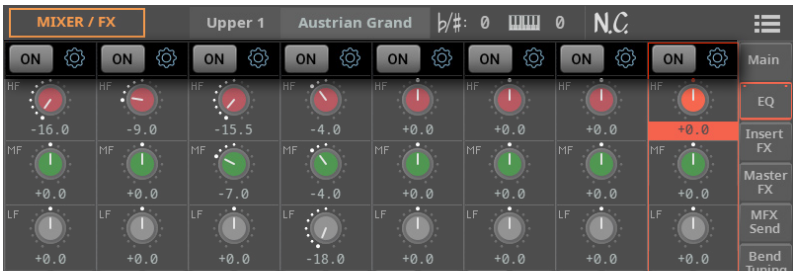 MIXER / FX Upper 1 Austrian Grand b/#: 0 0 N.C.
ON ON ON ON ON ON ON ON Main
HF HF HF HF HF HF HF HF EQ
-16.0 -9.0 -15.5 -4.0 +0.0 +0.0 +0.0 +0.0
Insert
FX
MF MF MF MF MF MF MF MF
+0.0 +0.0 -7.0 -4.0 +0.0 +0.0 +0.0 +0.0
Master
FX
LF LF LF LF LF LF LF LF
MFX
Send
+0.0 +0.0 +0.0 -18.0 +0.0 +0.0 +0.0 +0.0
Bend
Tuning